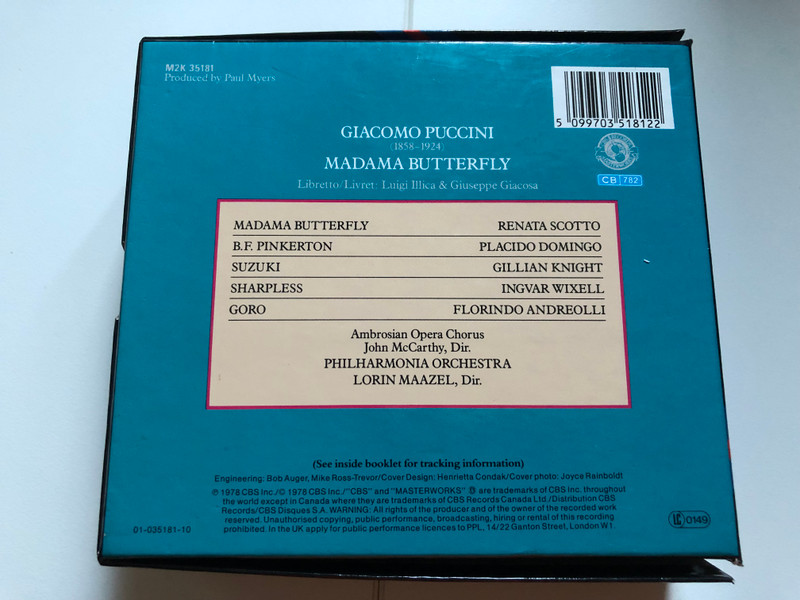 M2K 35181
Produced by Paul Myers
5 099703 518122
CB 782
GIACOMO PUCCINI
(1858-1924)
MADAMA BUTTERFLY
Libretto/Livret: Luigi Illica & Giuseppe Giacosa
MADAMA BUTTERFLY RENATA SCOTTO
B.F. PINKERTON PLACIDO DOMINGO
SUZUKI GILLIAN KNIGHT
SHARPLESS INGVAR WIXELL
GORO FLORINDO ANDREOLLI
Ambrosian Opera Chorus
John McCarthy, Dir.
PHILHARMONIA ORCHESTRA
LORIN MAAZEL, Dir.
(See inside booklet for tracking information)
Engineering: Bob Auger, Mike Ross-Trevor/Cover Design: Henrietta Condak/Cover photo: Joyce Rainboldt
℗ 1978 CBS Inc./© 1978 CBS Inc./"CBS" and "MASTERWORKS" are trademarks of CBS Inc. throughout
the world except in Canada where they are trademarks of CBS Records Canada Ltd./Distribution CBS
Records/CBS Disques S.A. WARNING: All rights of the producer and of the owner of the recorded work
reserved. Unauthorised copying, public performance, broadcasting, hiring or rental of this recording
prohibited. In the UK apply for public performance licences to PPL, 14/22 Ganton Street, London W1.
01-035181-10
LC 0149